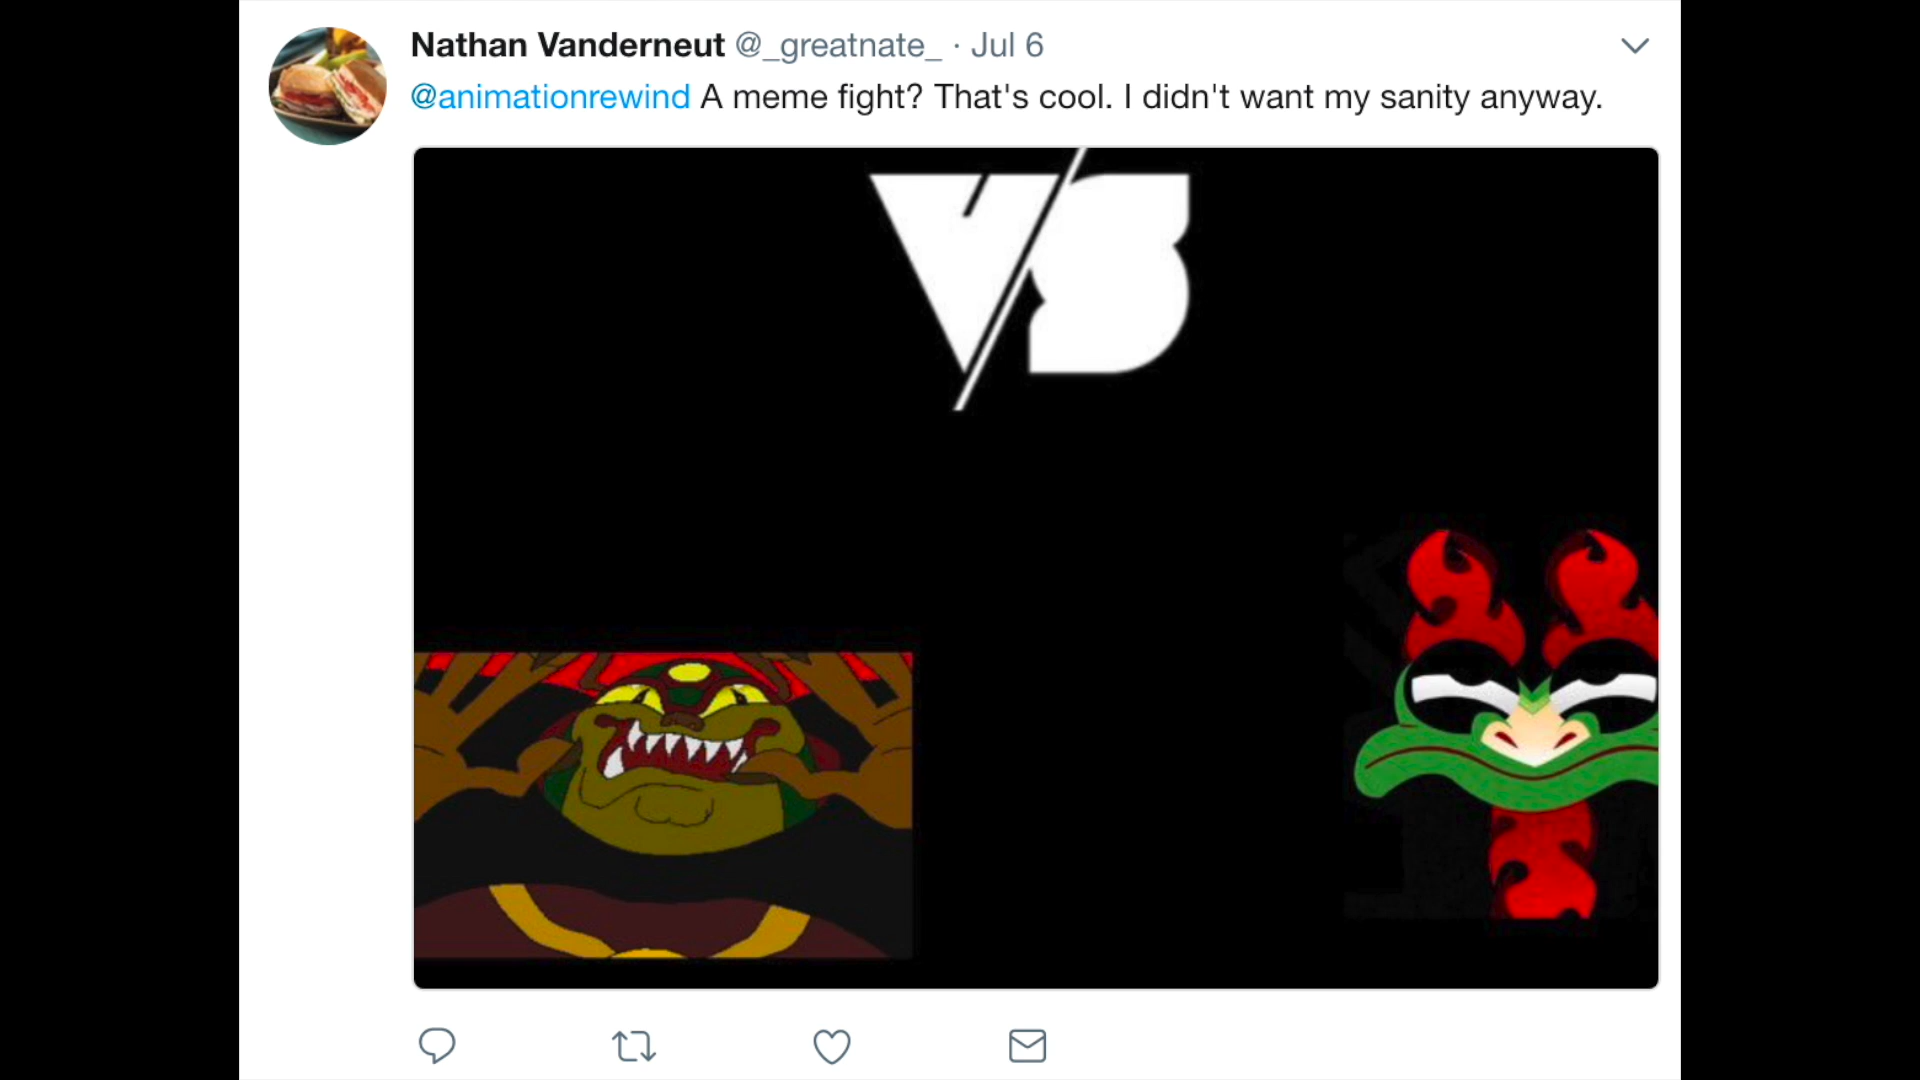 Nathan Vanderneut @_greatnate_ · Jul 6
@animationrewind A meme fight? That's cool. I didn't want my sanity anyway.
VS